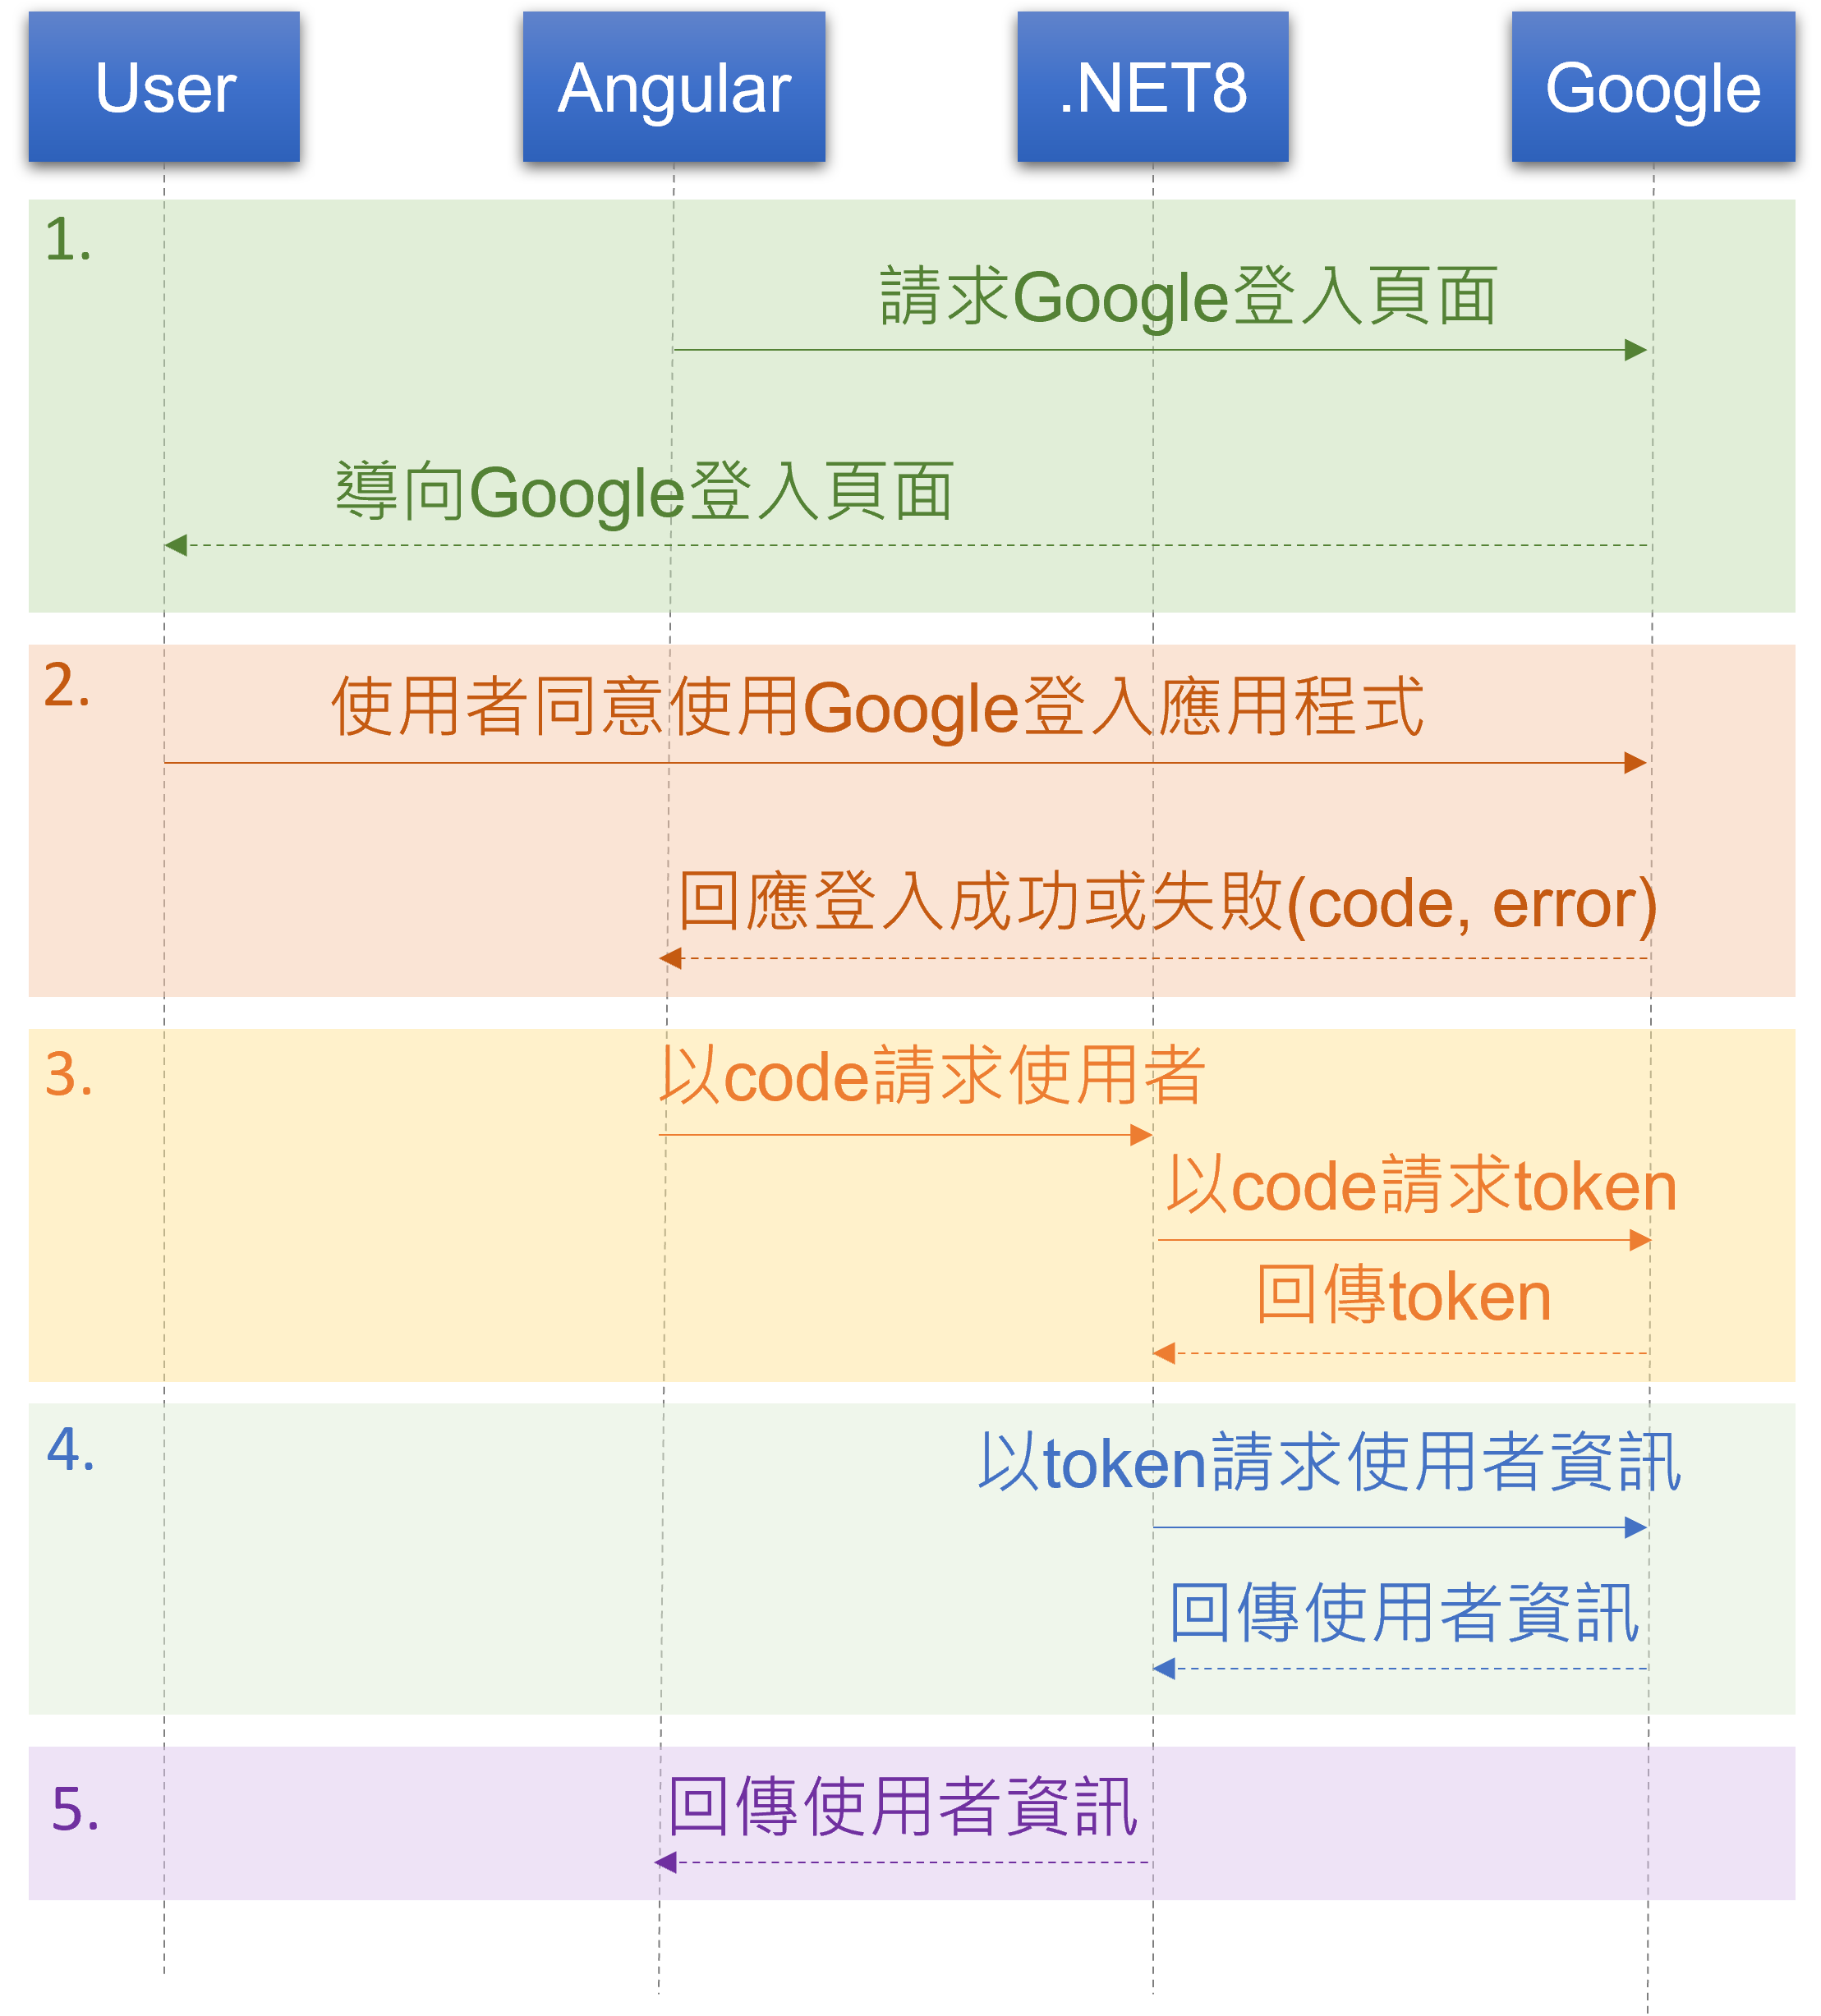 User
Angular
.NET8
Google
1.
請求Google登入頁面
導向Google登入頁面
2.
使用者同意使用Google登入應用程式
回應登入成功或失敗(code, error)
3.
以code請求使用者
以code請求token
回傳token
4.
以token請求使用者資訊
回傳使用者資訊
5.
回傳使用者資訊